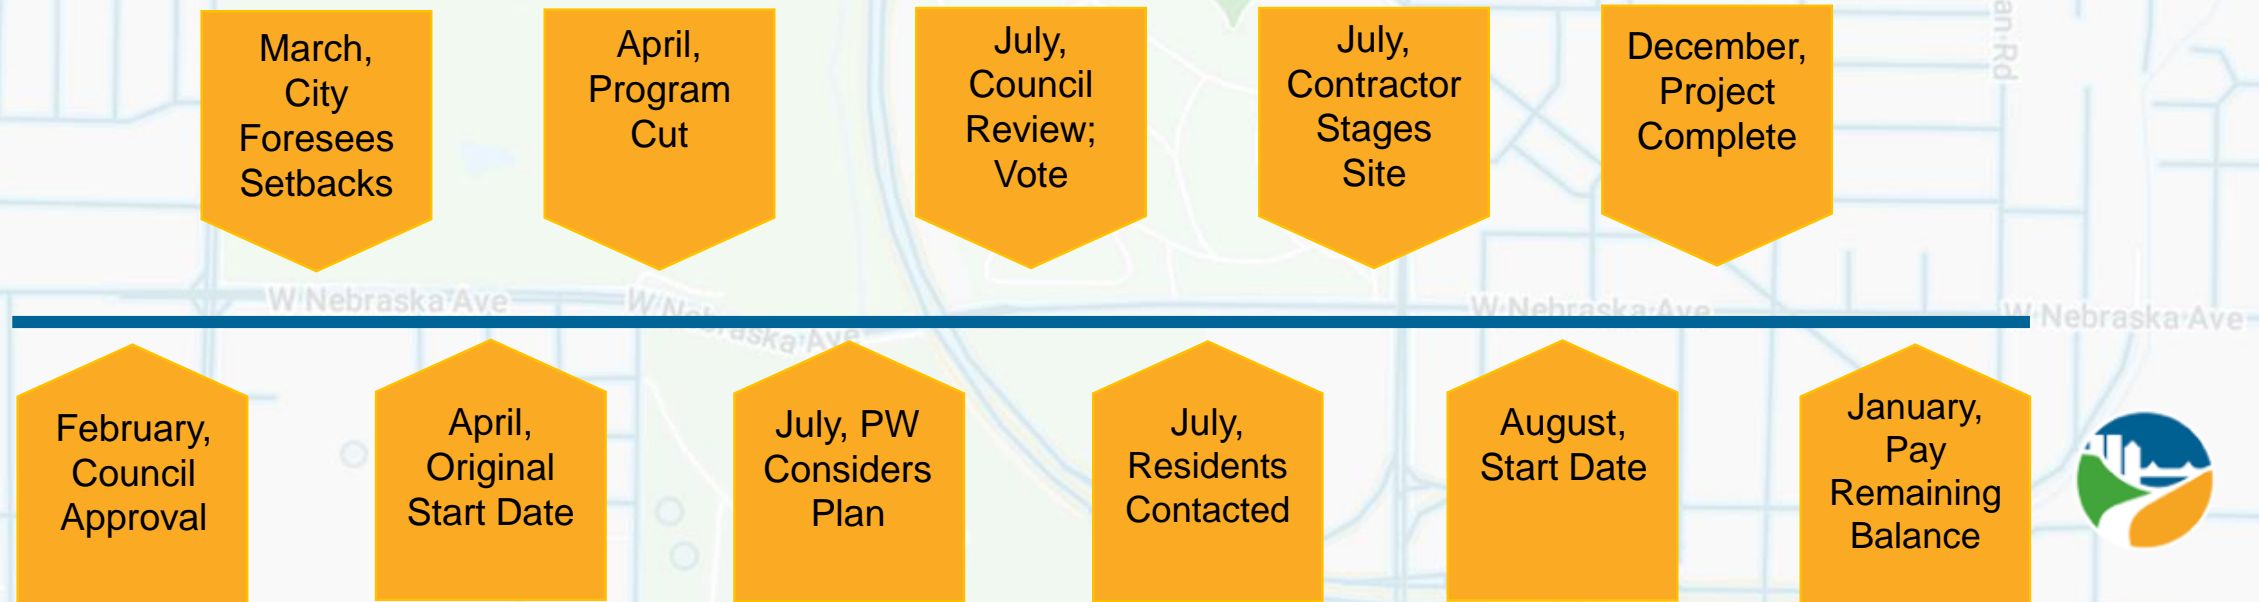 March,
City
Foresees
Setbacks
April,
Program
Cut
July,
Council
Review;
Vote
July,
Contractor
Stages
Site
December,
Project
Complete
an Rd
W Nebraska Ave
W Nebraska Ave
W Nebraska Ave
W Nebraska Ave
February,
Council
Approval
April,
Original
Start Date
July, PW
Considers
Plan
July,
Residents
Contacted
August,
Start Date
January,
Pay
Remaining
Balance